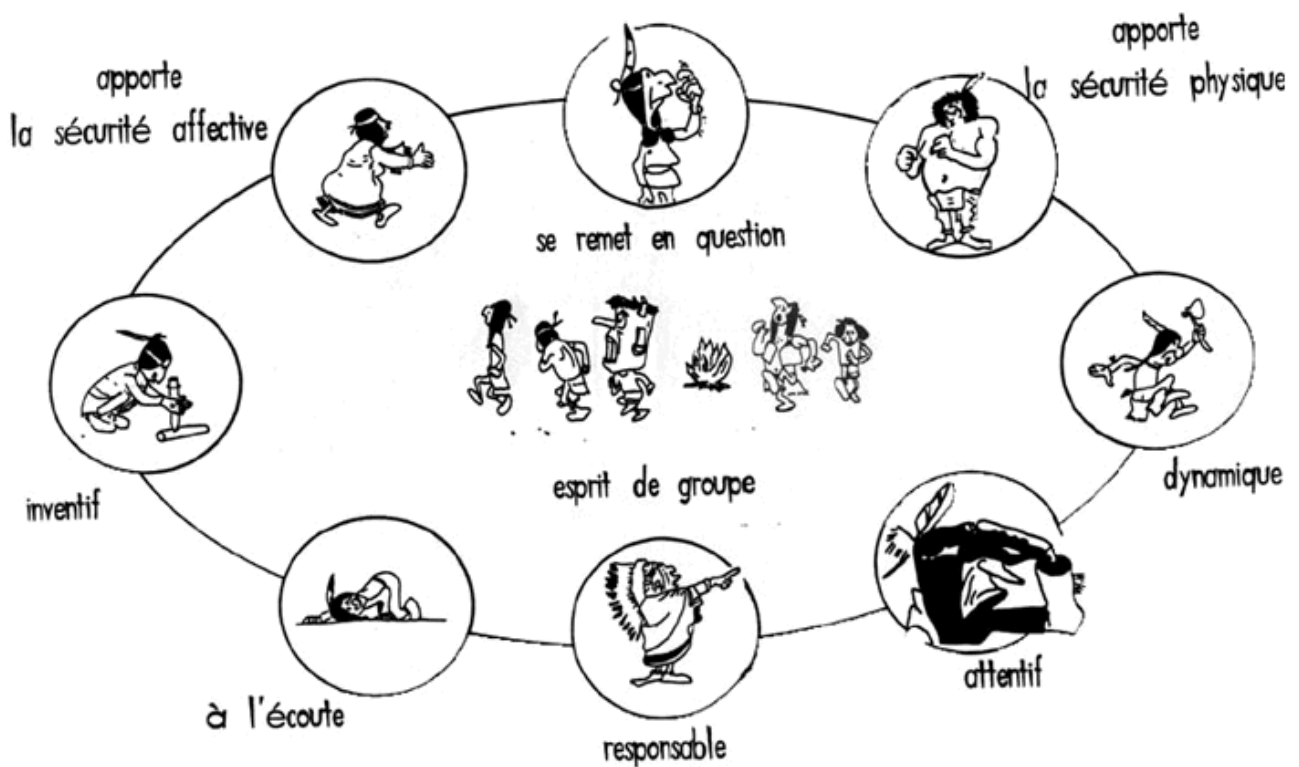 apporte
la sécurité affective
apporte
la sécurité physique
se remet en question
inventif
esprit de groupe
dynamique
à l'écoute
responsable
attentif